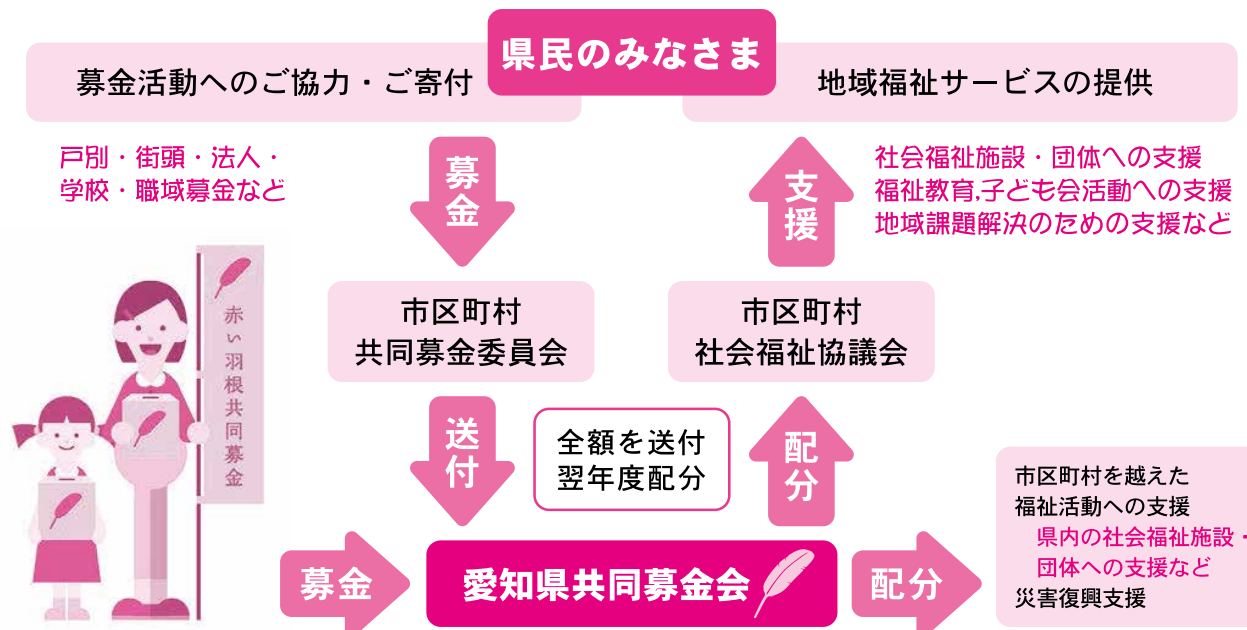 県民のみなさま
募金活動へのご協力・ご寄付
地域福祉サービスの提供
戸別・街頭・法人・
学校・職域募金など
募金
支援
社会福祉施設・団体への支援
福祉教育,子ども会活動への支援
地域課題解決のための支援など
赤い羽根共同募金
市区町村
共同募金委員会
市区町村
社会福祉協議会
送付
全額を送付
翌年度配分
配分
募金
愛知県共同募金会
配分
市区町村を越えた
福祉活動への支援
県内の社会福祉施設・
団体への支援など
災害復興支援